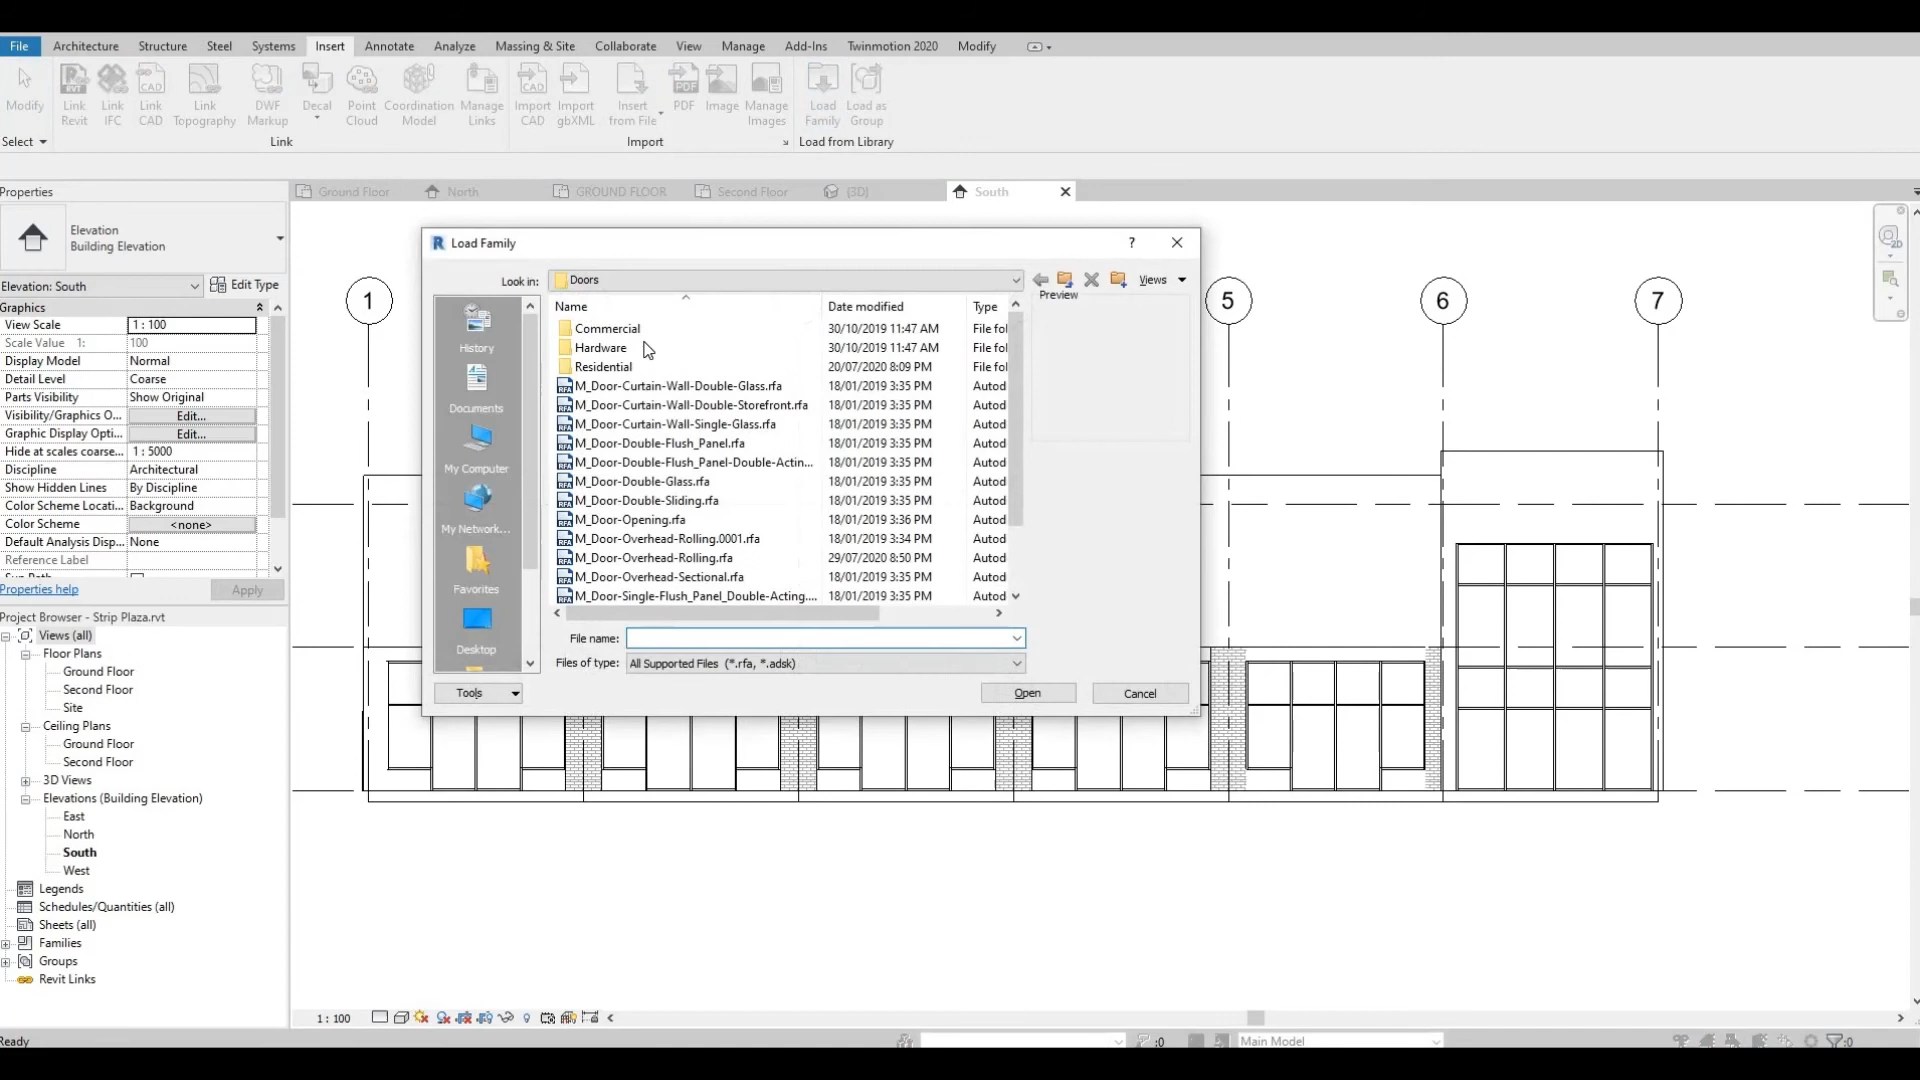 File Architecture Structure Steel Systems Insert Annotate Analyze Massing & Site Collaborate View Manage Add-Ins Twinmotion 2020 Modify
Modify
Link Revit
Link IFC
Link CAD
Link Topography
DWF Markup
Decal
Point Cloud
Coordination Model
Manage Links
Import CAD
Import gbXML
Insert from File
PDF
Image
Manage Images
Load Family
Load as Group
Select Link Import Load from Library
Properties
Ground Floor North GROUND FLOOR Second Floor {3D} South
Elevation
Building Elevation
Elevation: South Edit Type
Graphics
View Scale 1 : 100
Scale Value 1: 100
Display Model Normal
Detail Level Coarse
Parts Visibility Show Original
Visibility/Graphics O... Edit...
Graphic Display Opti... Edit...
Hide at scales coarse... 1 : 5000
Discipline Architectural
Show Hidden Lines By Discipline
Color Scheme Locati... Background
Color Scheme <none>
Default Analysis Disp... None
Reference Label
Properties help Apply
Project Browser - Strip Plaza.rvt
Views (all)
Floor Plans
Ground Floor
Second Floor
Site
Ceiling Plans
Ground Floor
Second Floor
3D Views
Elevations (Building Elevation)
East
North
South
West
Legends
Schedules/Quantities (all)
Sheets (all)
Families
Groups
Revit Links
1 5 6 7
R Load Family ?
Look in: Doors Views
Name Date modified Type Preview
Commercial 30/10/2019 11:47 AM File fol
Hardware 30/10/2019 11:47 AM File fol
Residential 20/07/2020 8:09 PM File fol
M_Door-Curtain-Wall-Double-Glass.rfa 18/01/2019 3:35 PM Autod
M_Door-Curtain-Wall-Double-Storefront.rfa 18/01/2019 3:35 PM Autod
M_Door-Curtain-Wall-Single-Glass.rfa 18/01/2019 3:35 PM Autod
M_Door-Double-Flush_Panel.rfa 18/01/2019 3:35 PM Autod
M_Door-Double-Flush_Panel-Double-Actin... 18/01/2019 3:35 PM Autod
M_Door-Double-Glass.rfa 18/01/2019 3:35 PM Autod
M_Door-Double-Sliding.rfa 18/01/2019 3:35 PM Autod
M_Door-Opening.rfa 18/01/2019 3:36 PM Autod
M_Door-Overhead-Rolling.0001.rfa 18/01/2019 3:34 PM Autod
M_Door-Overhead-Rolling.rfa 29/07/2020 8:50 PM Autod
M_Door-Overhead-Sectional.rfa 18/01/2019 3:35 PM Autod
M_Door-Single-Flush_Panel_Double-Acting.... 18/01/2019 3:35 PM Autod
History
Documents
My Computer
My Network...
Favorites
Desktop
File name:
Files of type: All Supported Files (*.rfa, *.adsk)
Tools Open Cancel
1 : 100
Ready :0 Main Model :0